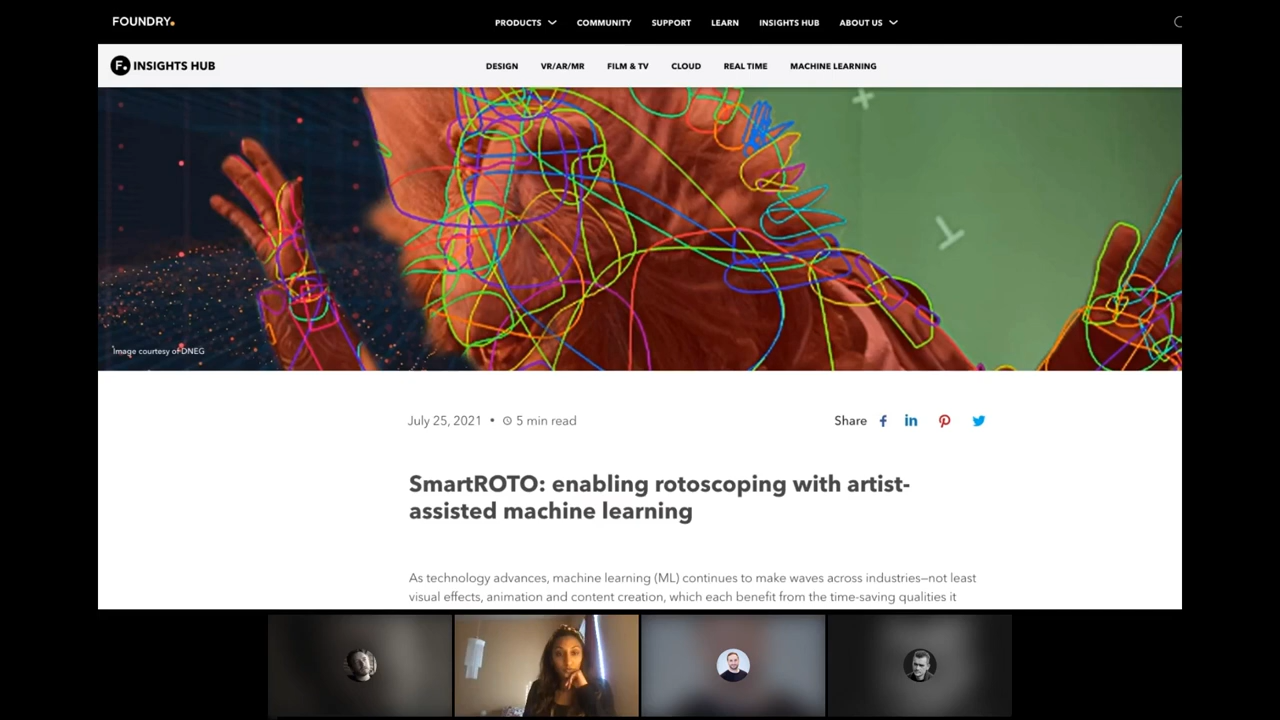 FOUNDRY.
PRODUCTS COMMUNITY SUPPORT LEARN INSIGHTS HUB ABOUT US
F. INSIGHTS HUB
DESIGN VR/AR/MR FILM & TV CLOUD REAL TIME MACHINE LEARNING
Image courtesy of DNEG
July 25, 2021 • 5 min read
Share
SmartROTO: enabling rotoscoping with artist-
assisted machine learning
As technology advances, machine learning (ML) continues to make waves across industries—not least
visual effects, animation and content creation, which each benefit from the time-saving qualities it